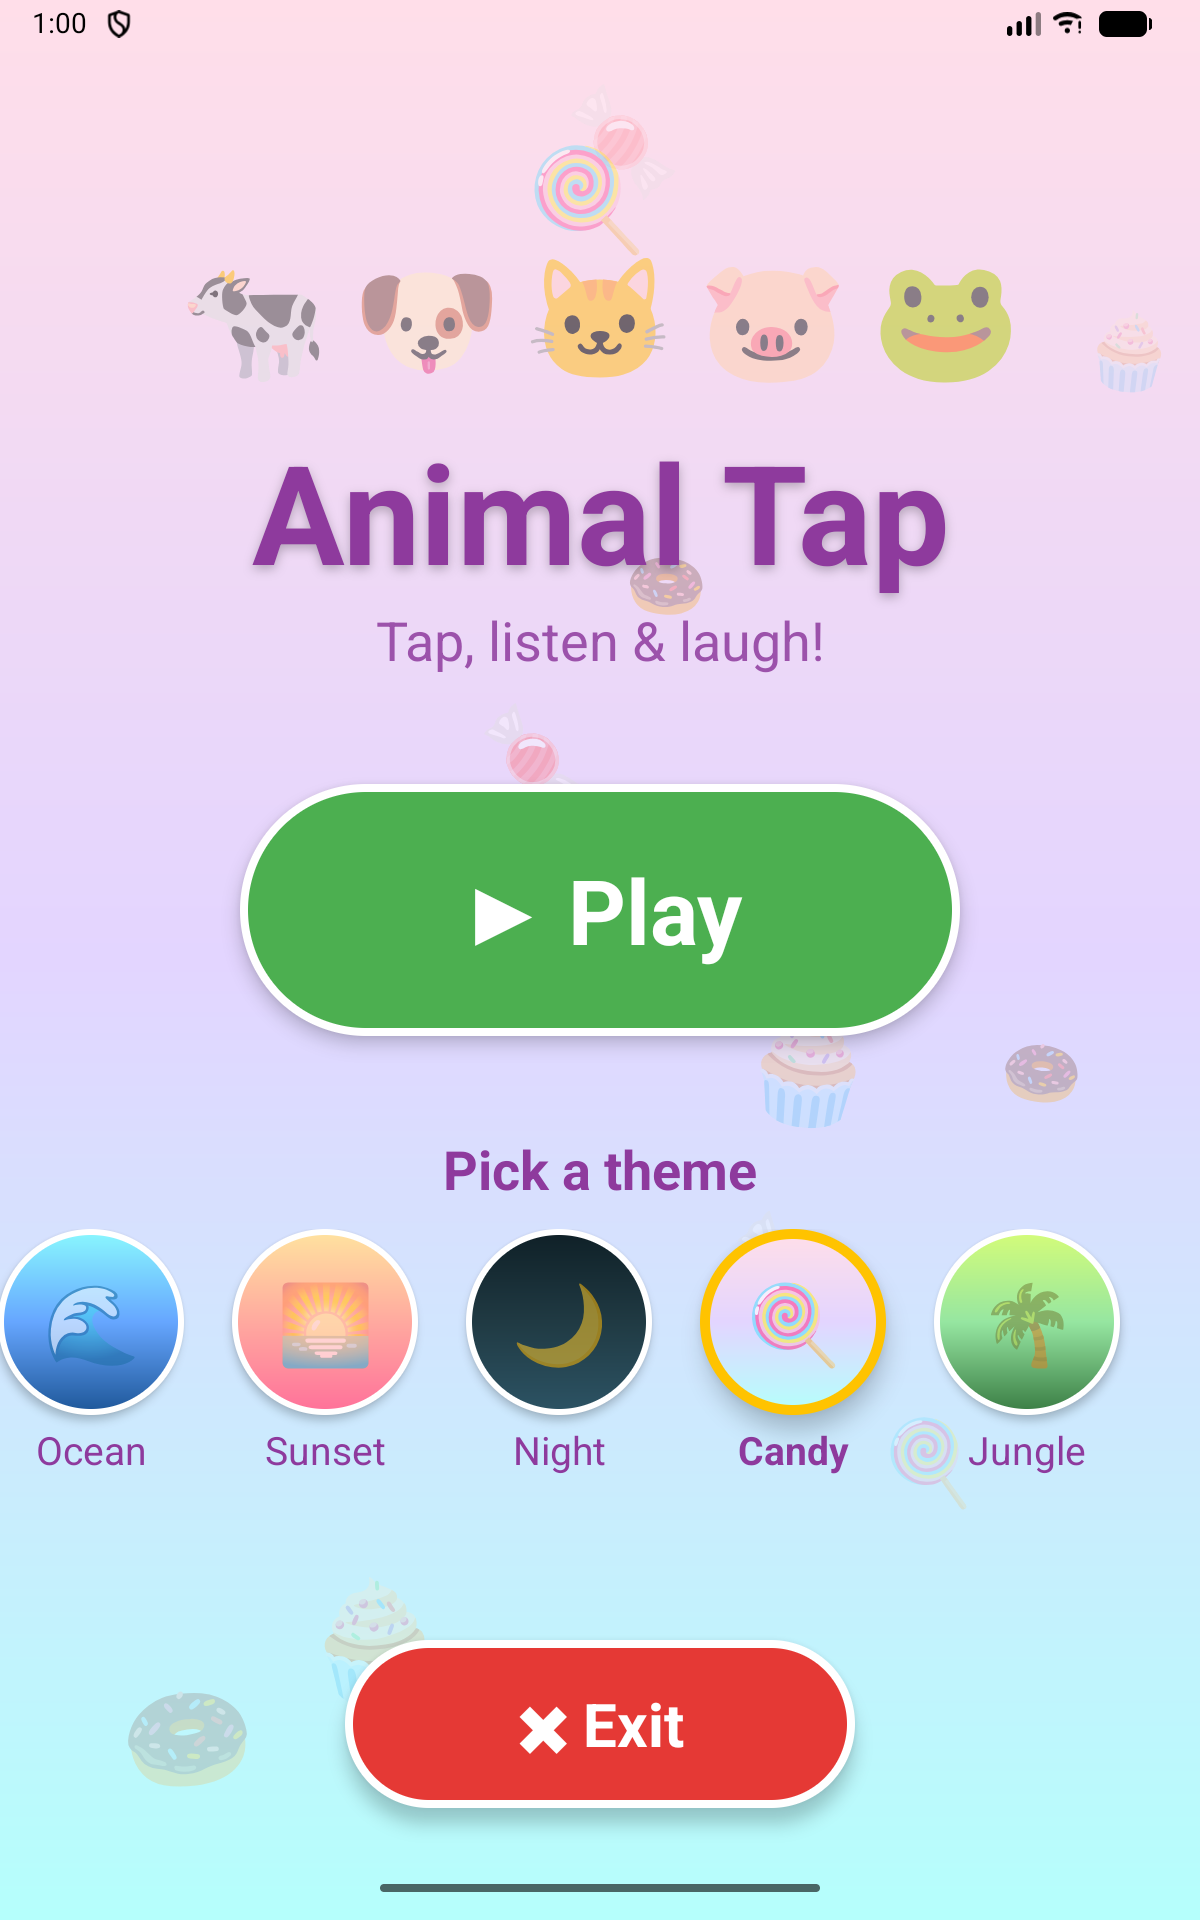 1:00
Animal Tap
Tap, listen & laugh!
▶ Play
Pick a theme
Ocean
Sunset
Night
Candy
Jungle
✖ Exit